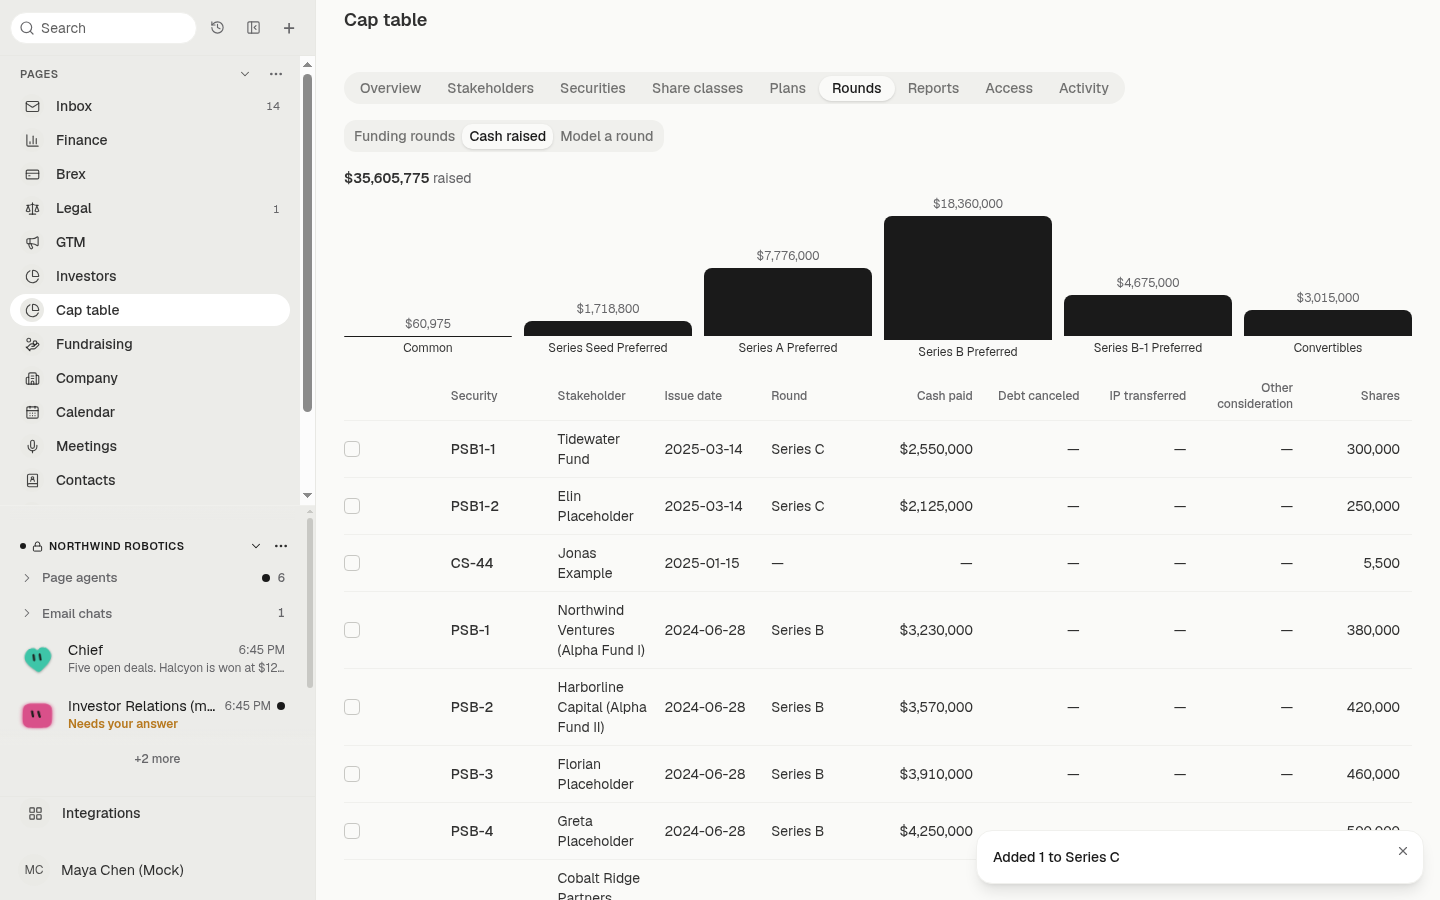 Search
PAGES
Inbox 14
Finance
Brex
Legal 1
GTM
Investors
Cap table
Fundraising
Company
Calendar
Meetings
Contacts
NORTHWIND ROBOTICS
Page agents 6
Email chats 1
Chief 6:45 PM
Five open deals. Halcyon is won at $12...
Investor Relations (m... 6:45 PM
Needs your answer
+2 more
Integrations
MC Maya Chen (Mock)
Cap table
Overview Stakeholders Securities Share classes Plans Rounds Reports Access Activity
Funding rounds Cash raised Model a round
$35,605,775 raised
$60,975 $1,718,800 $7,776,000 $18,360,000 $4,675,000 $3,015,000
Common Series Seed Preferred Series A Preferred Series B Preferred Series B-1 Preferred Convertibles
Security Stakeholder Issue date Round Cash paid Debt canceled IP transferred Other consideration Shares
PSB1-1 Tidewater Fund 2025-03-14 Series C $2,550,000 — — — 300,000
PSB1-2 Elin Placeholder 2025-03-14 Series C $2,125,000 — — — 250,000
CS-44 Jonas Example 2025-01-15 — — — — — 5,500
PSB-1 Northwind Ventures (Alpha Fund I) 2024-06-28 Series B $3,230,000 — — — 380,000
PSB-2 Harborline Capital (Alpha Fund II) 2024-06-28 Series B $3,570,000 — — — 420,000
PSB-3 Florian Placeholder 2024-06-28 Series B $3,910,000 — — — 460,000
PSB-4 Greta Placeholder 2024-06-28 Series B $4,250,000
Cobalt Ridge Partners
Added 1 to Series C